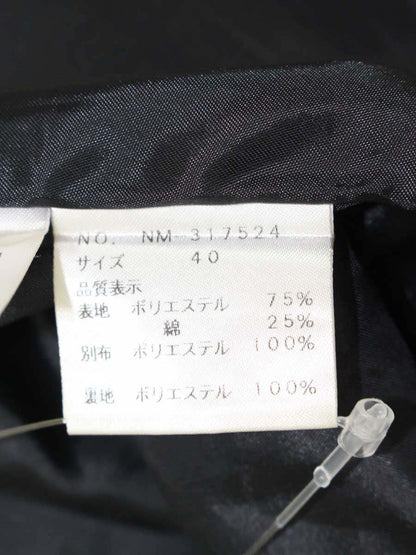 NO. NM-317524
サイズ 40
品質表示
表地 ポリエステル 75%
綿 25%
別布 ポリエステル 100%
裏地 ポリエステル 100%